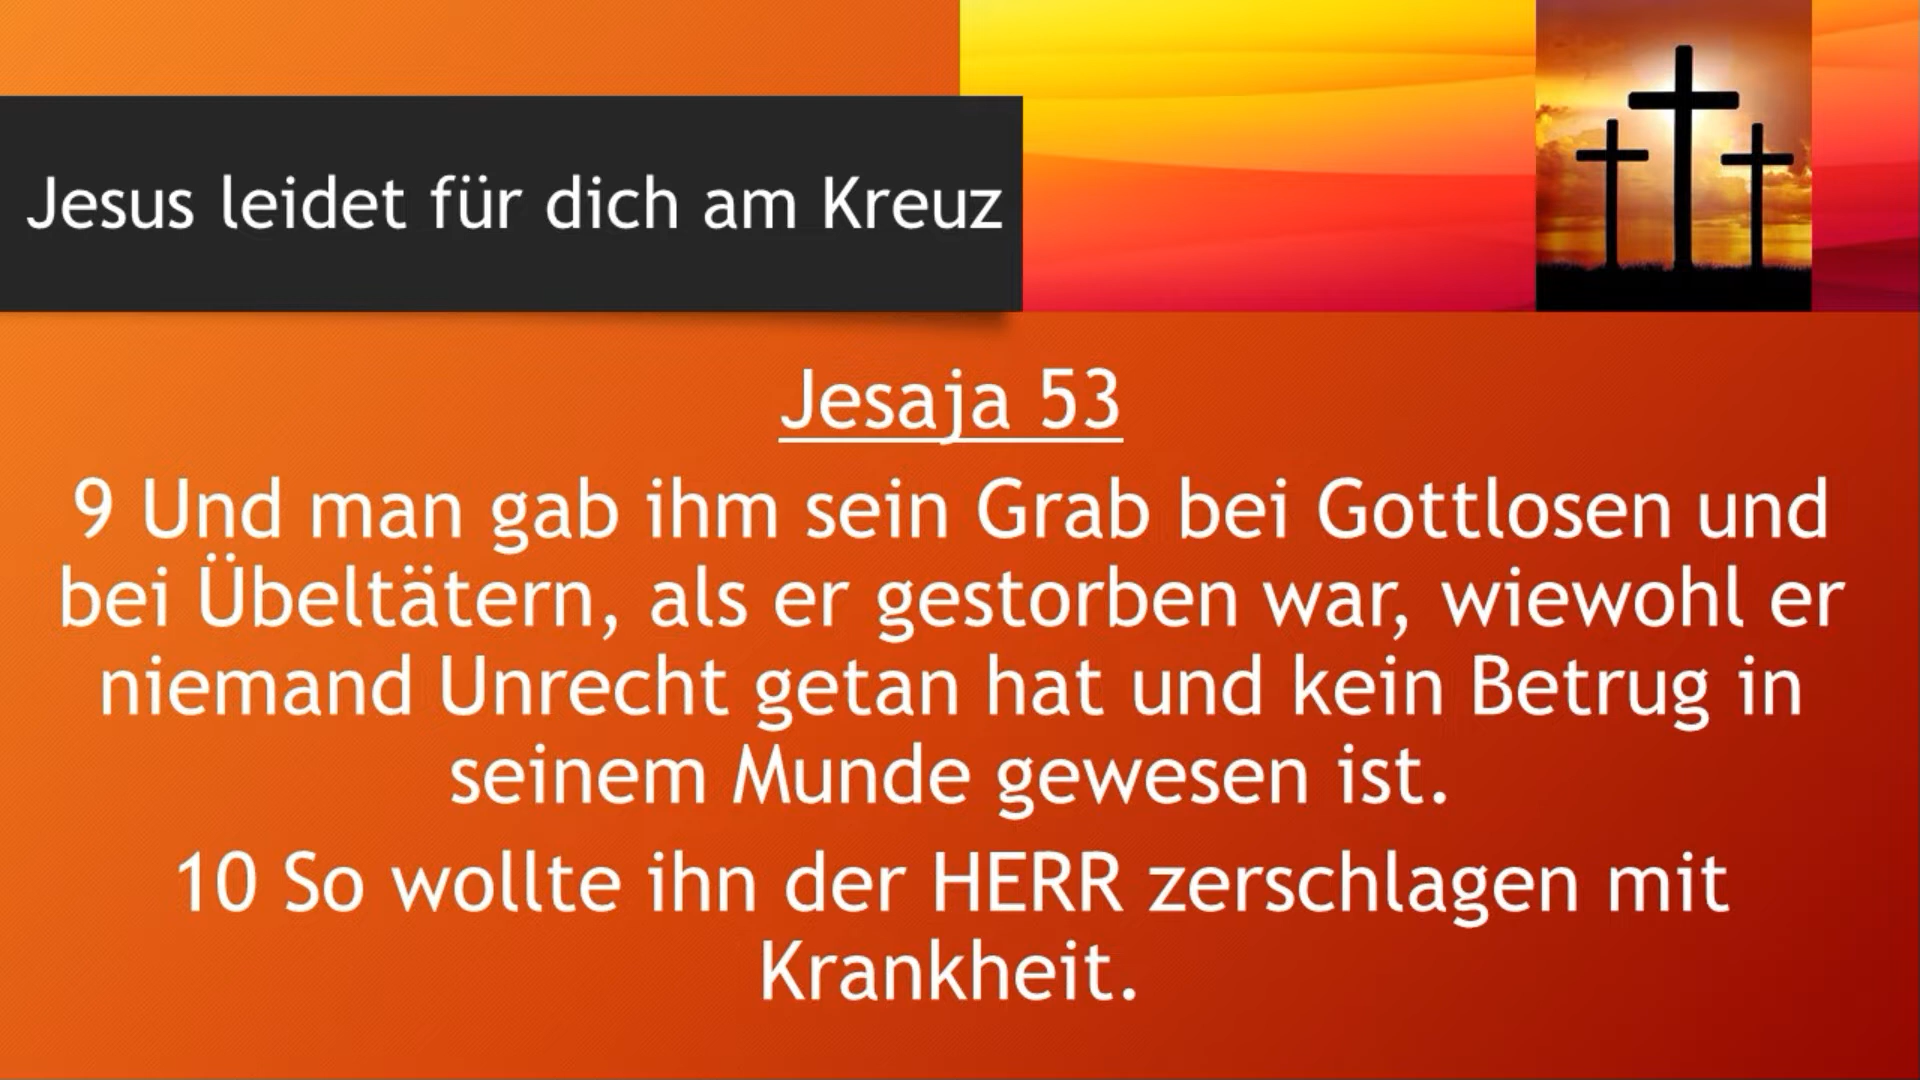 Jesus leidet für dich am Kreuz
Jesaja 53
9 Und man gab ihm sein Grab bei Gottlosen und
bei Übeltätern, als er gestorben war, wiewohl er
niemand Unrecht getan hat und kein Betrug in
seinem Munde gewesen ist.
10 So wollte ihn der HERR zerschlagen mit
Krankheit.